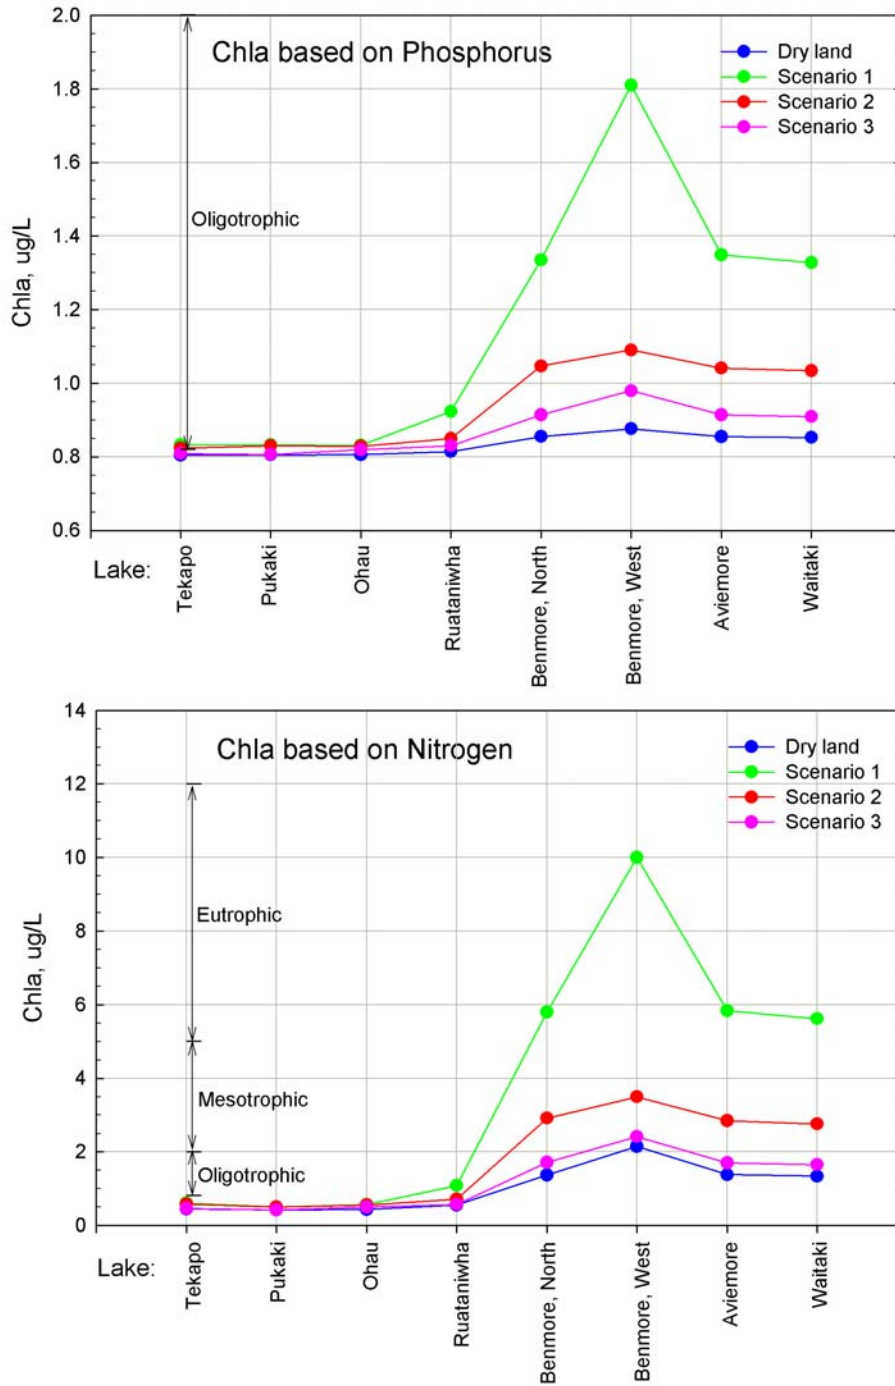 Chla based on Phosphorus
Dry land
Scenario 1
Scenario 2
Scenario 3
2.0
1.8
1.6
1.4
1.2
1.0
0.8
0.6
Chla, ug/L
Oligotrophic
Lake:
Tekapo
Pukaki
Ohau
Ruataniwha
Benmore, North
Benmore, West
Aviemore
Waitaki
Chla based on Nitrogen
Dry land
Scenario 1
Scenario 2
Scenario 3
14
12
10
8
6
4
2
0
Chla, ug/L
Eutrophic
Mesotrophic
Oligotrophic
Lake:
Tekapo
Pukaki
Ohau
Ruataniwha
Benmore, North
Benmore, West
Aviemore
Waitaki